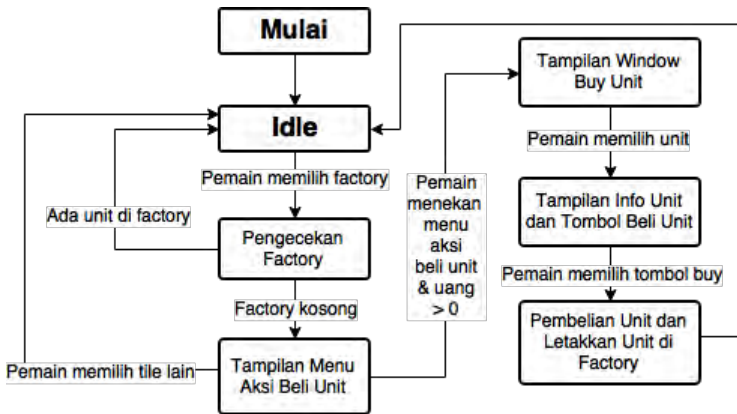 Mulai
Idle
Pemain memilih factory
Ada unit di factory
Pengecekan
Factory
Factory kosong
Pemain memilih tile lain
Tampilan Menu
Aksi Beli Unit
Pemain
menekan
menu
aksi
beli unit
& uang
> 0
Tampilan Window
Buy Unit
Pemain memilih unit
Tampilan Info Unit
dan Tombol Beli Unit
Pemain memilih tombol buy
Pembelian Unit dan
Letakkan Unit di
Factory